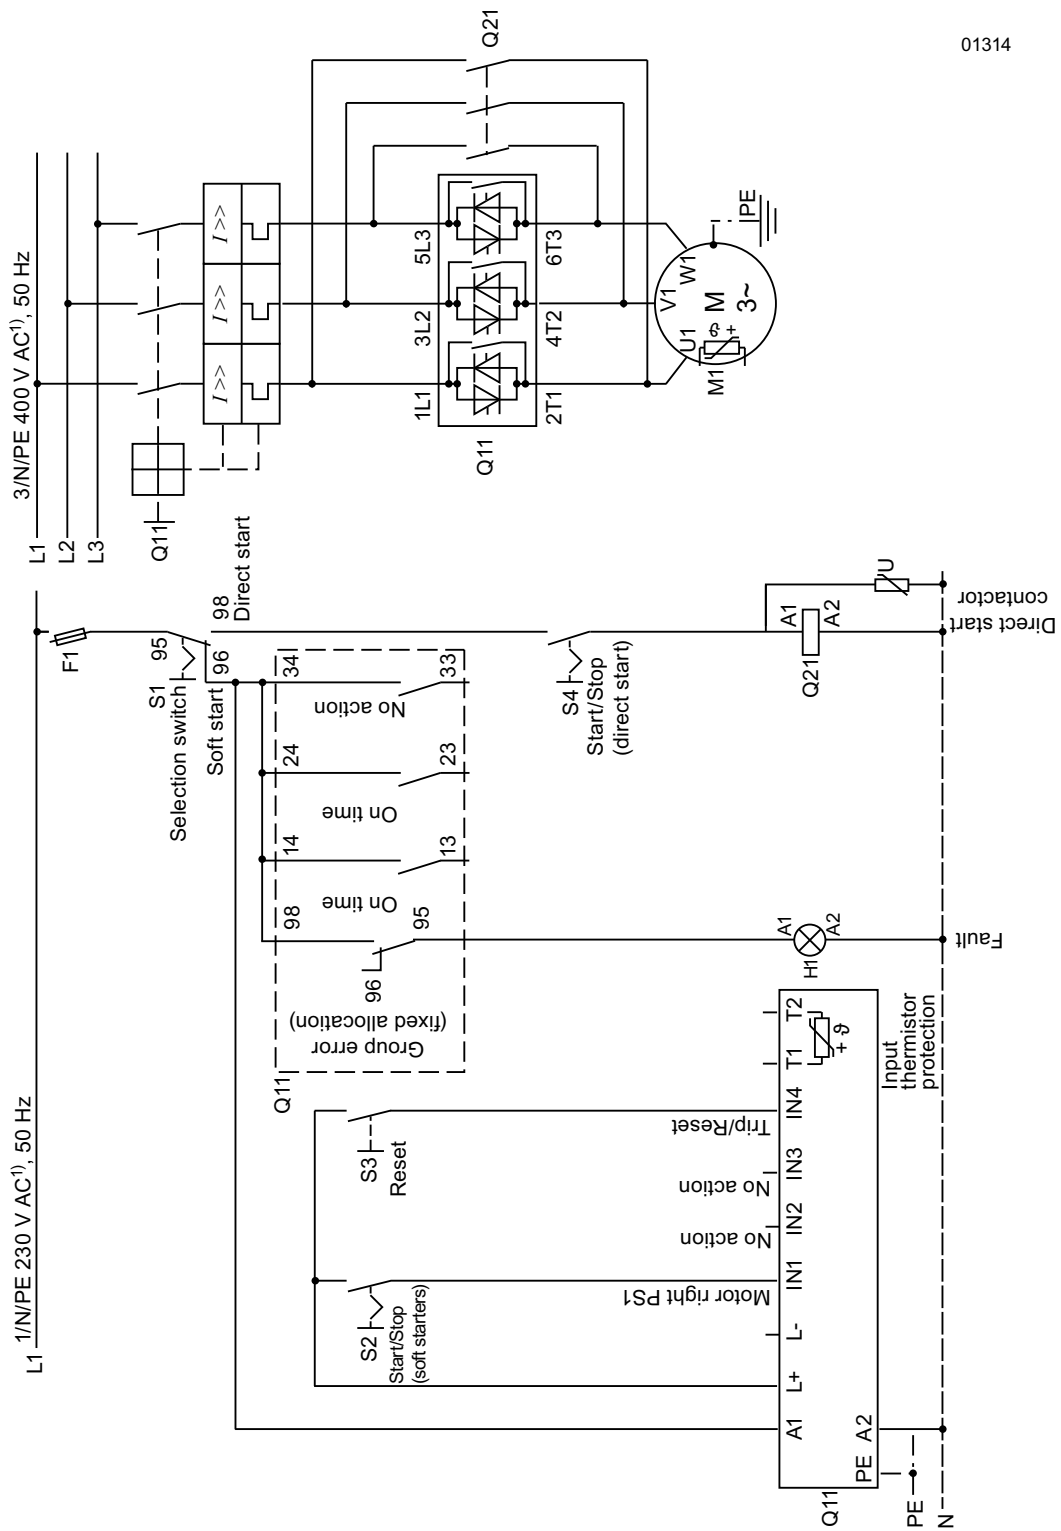 01314
3/N/PE 400 V AC1), 50 Hz
L1
L2
L3
Q11
I >>
I >>
I >>
Q21
1L1
3L2
5L3
Q11
2T1
4T2
6T3
U1
V1
W1
M
3~
ϑ
+
M1
PE
1/N/PE 230 V AC1), 50 Hz
L1
F1
95
S1
Selection switch
96
Soft start
98
Direct start
Q11
Group error
(fixed allocation)
98
96
95
On time
14
13
On time
24
23
No action
34
33
S4
Start/Stop
(direct start)
S2
Start/Stop
(soft starters)
S3
Reset
Motor right PS1
No action
No action
Trip/Reset
A1
L+
L-
IN1
IN2
IN3
IN4
T1
T2
+ ϑ
PE
A2
Q11
Input
thermistor
protection
H1
A1
A2
Fault
Q21
A1
A2
U
Direct start
contactor
PE
N